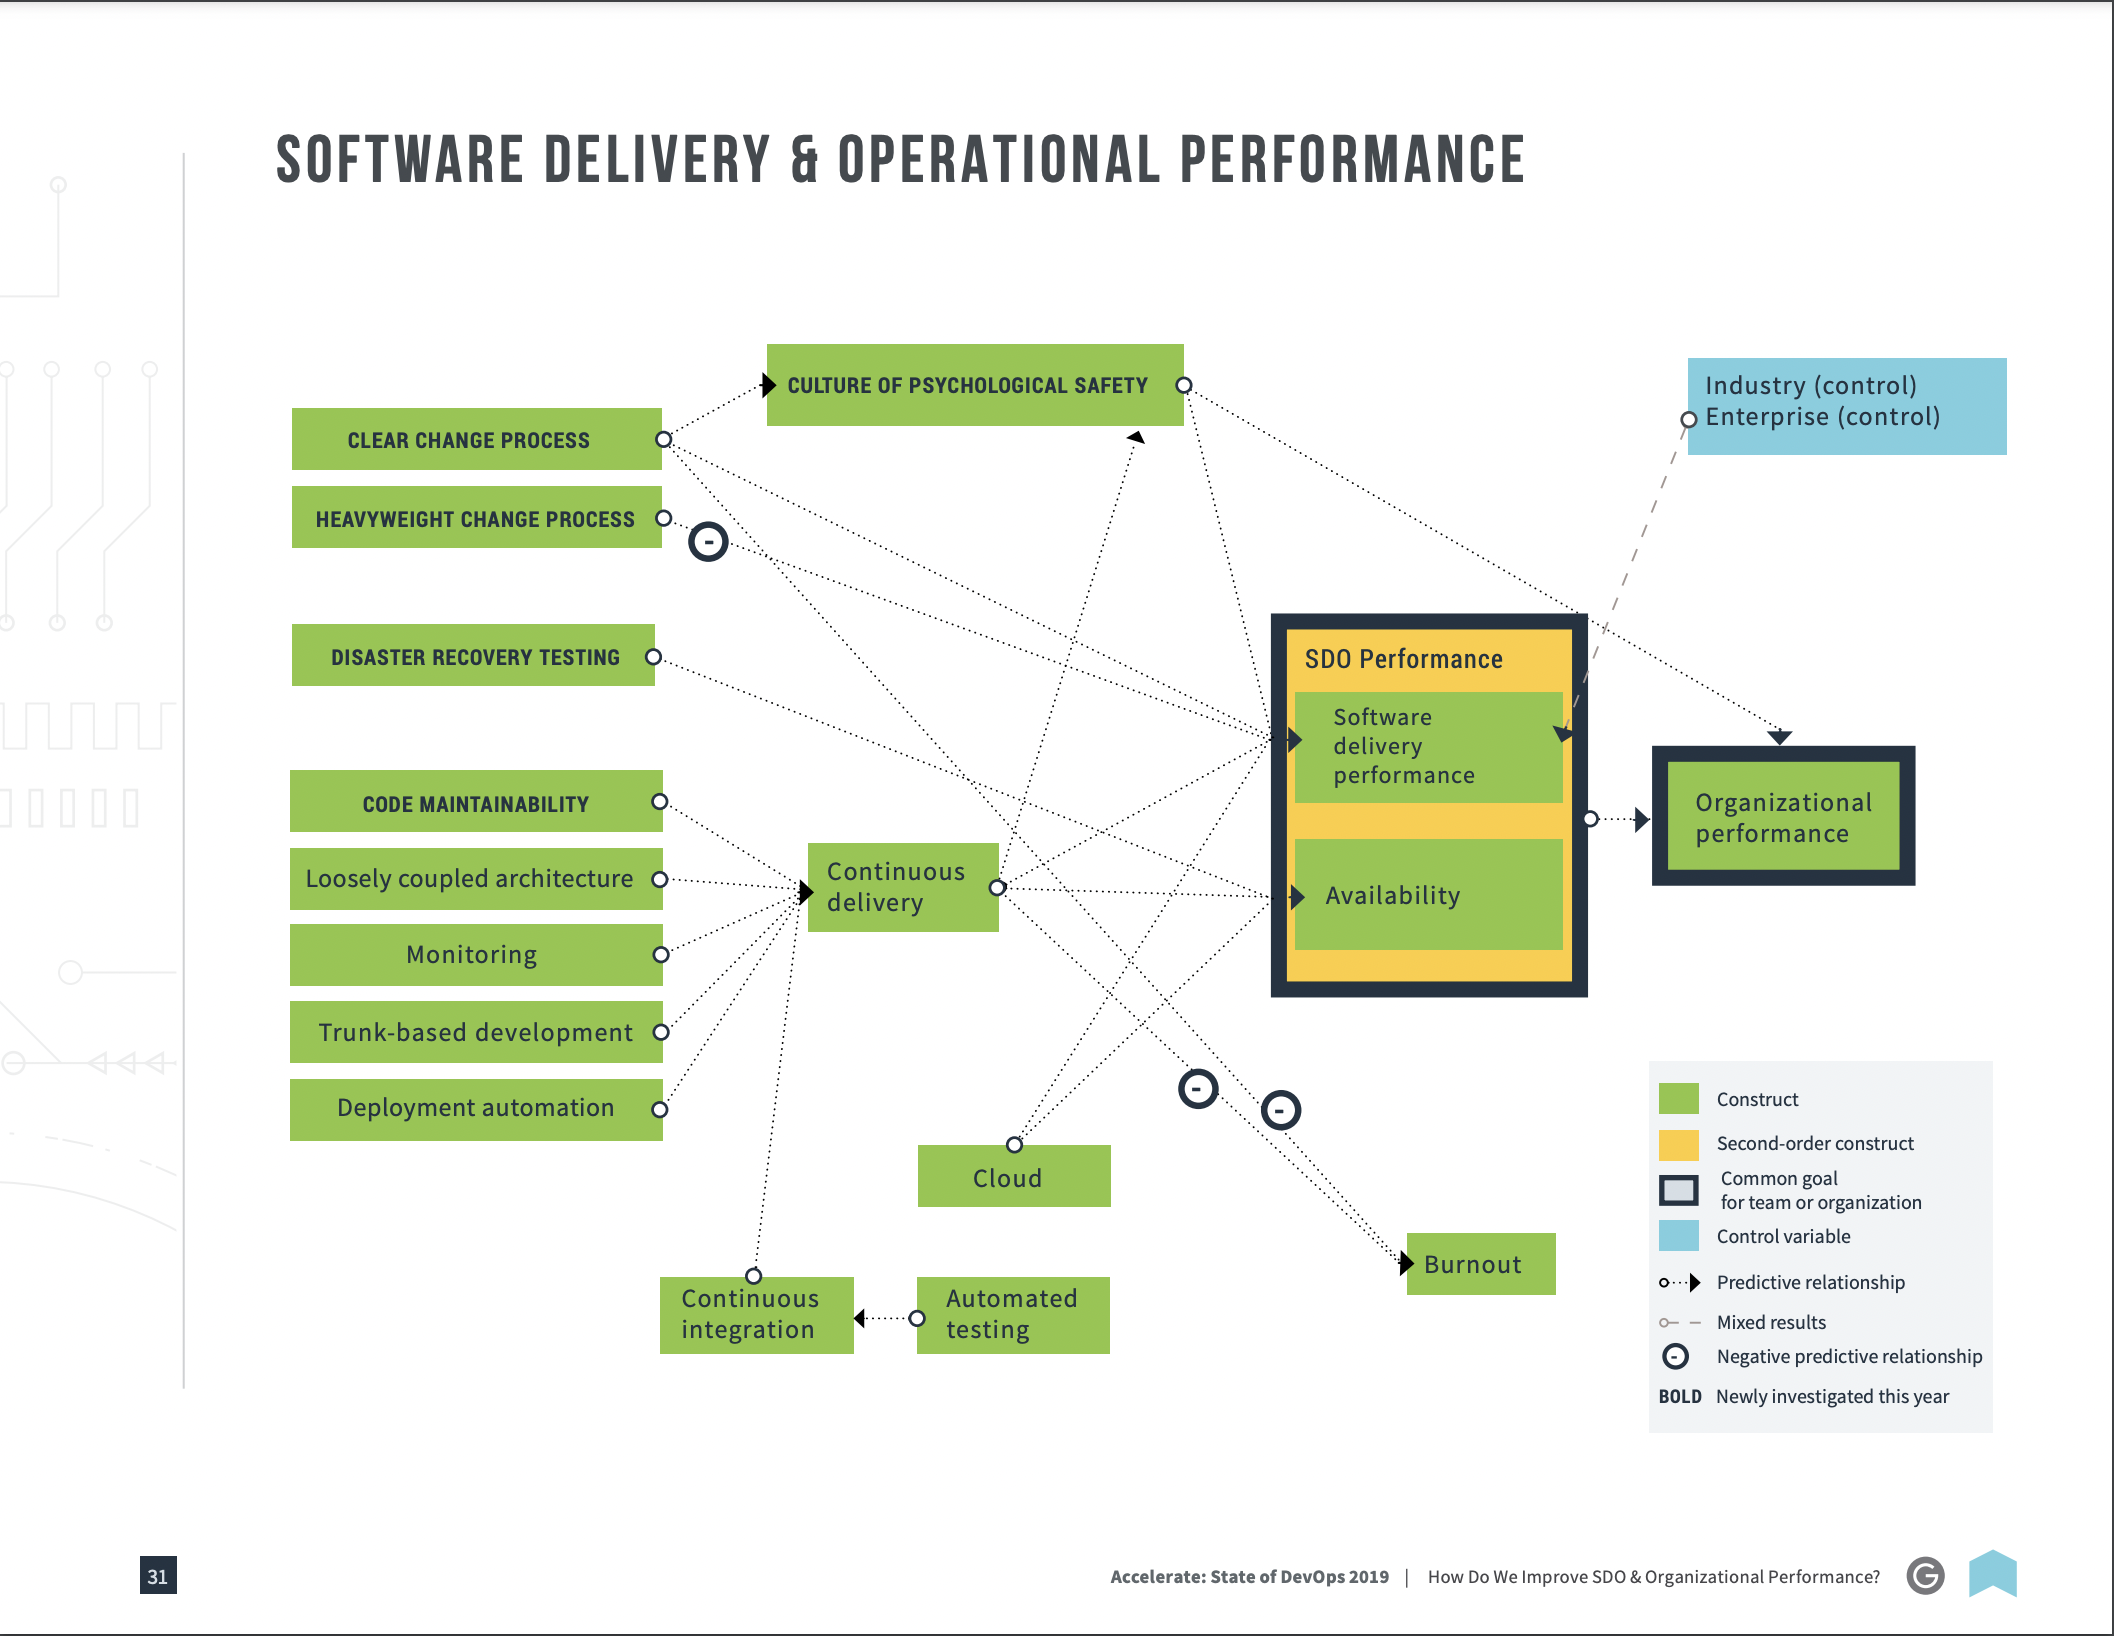 SOFTWARE DELIVERY & OPERATIONAL PERFORMANCE
CULTURE OF PSYCHOLOGICAL SAFETY
Industry (control)
Enterprise (control)
CLEAR CHANGE PROCESS
HEAVYWEIGHT CHANGE PROCESS
-
DISASTER RECOVERY TESTING
SDO Performance
Software
delivery
performance
CODE MAINTAINABILITY
Organizational
performance
Loosely coupled architecture
Continuous
delivery
Availability
Monitoring
Trunk-based development
Deployment automation
-
-
Cloud
Burnout
Continuous
integration
Automated
testing
Construct
Second-order construct
Common goal
for team or organization
Control variable
Predictive relationship
Mixed results
- Negative predictive relationship
BOLD Newly investigated this year
31
Accelerate: State of DevOps 2019 | How Do We Improve SDO & Organizational Performance?
G